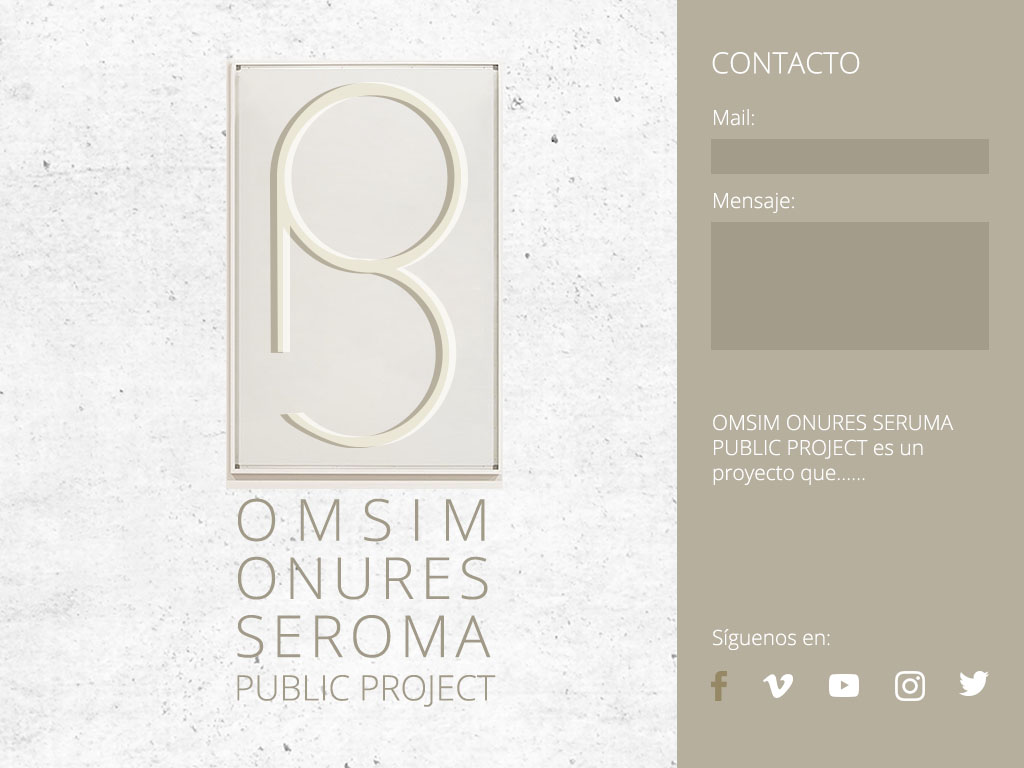 OMSIM
ONURES
SEROMA
PUBLIC PROJECT
CONTACTO
Mail:
Mensaje:
OMSIM ONURES SERUMA
PUBLIC PROJECT es un
proyecto que......
Síguenos en: